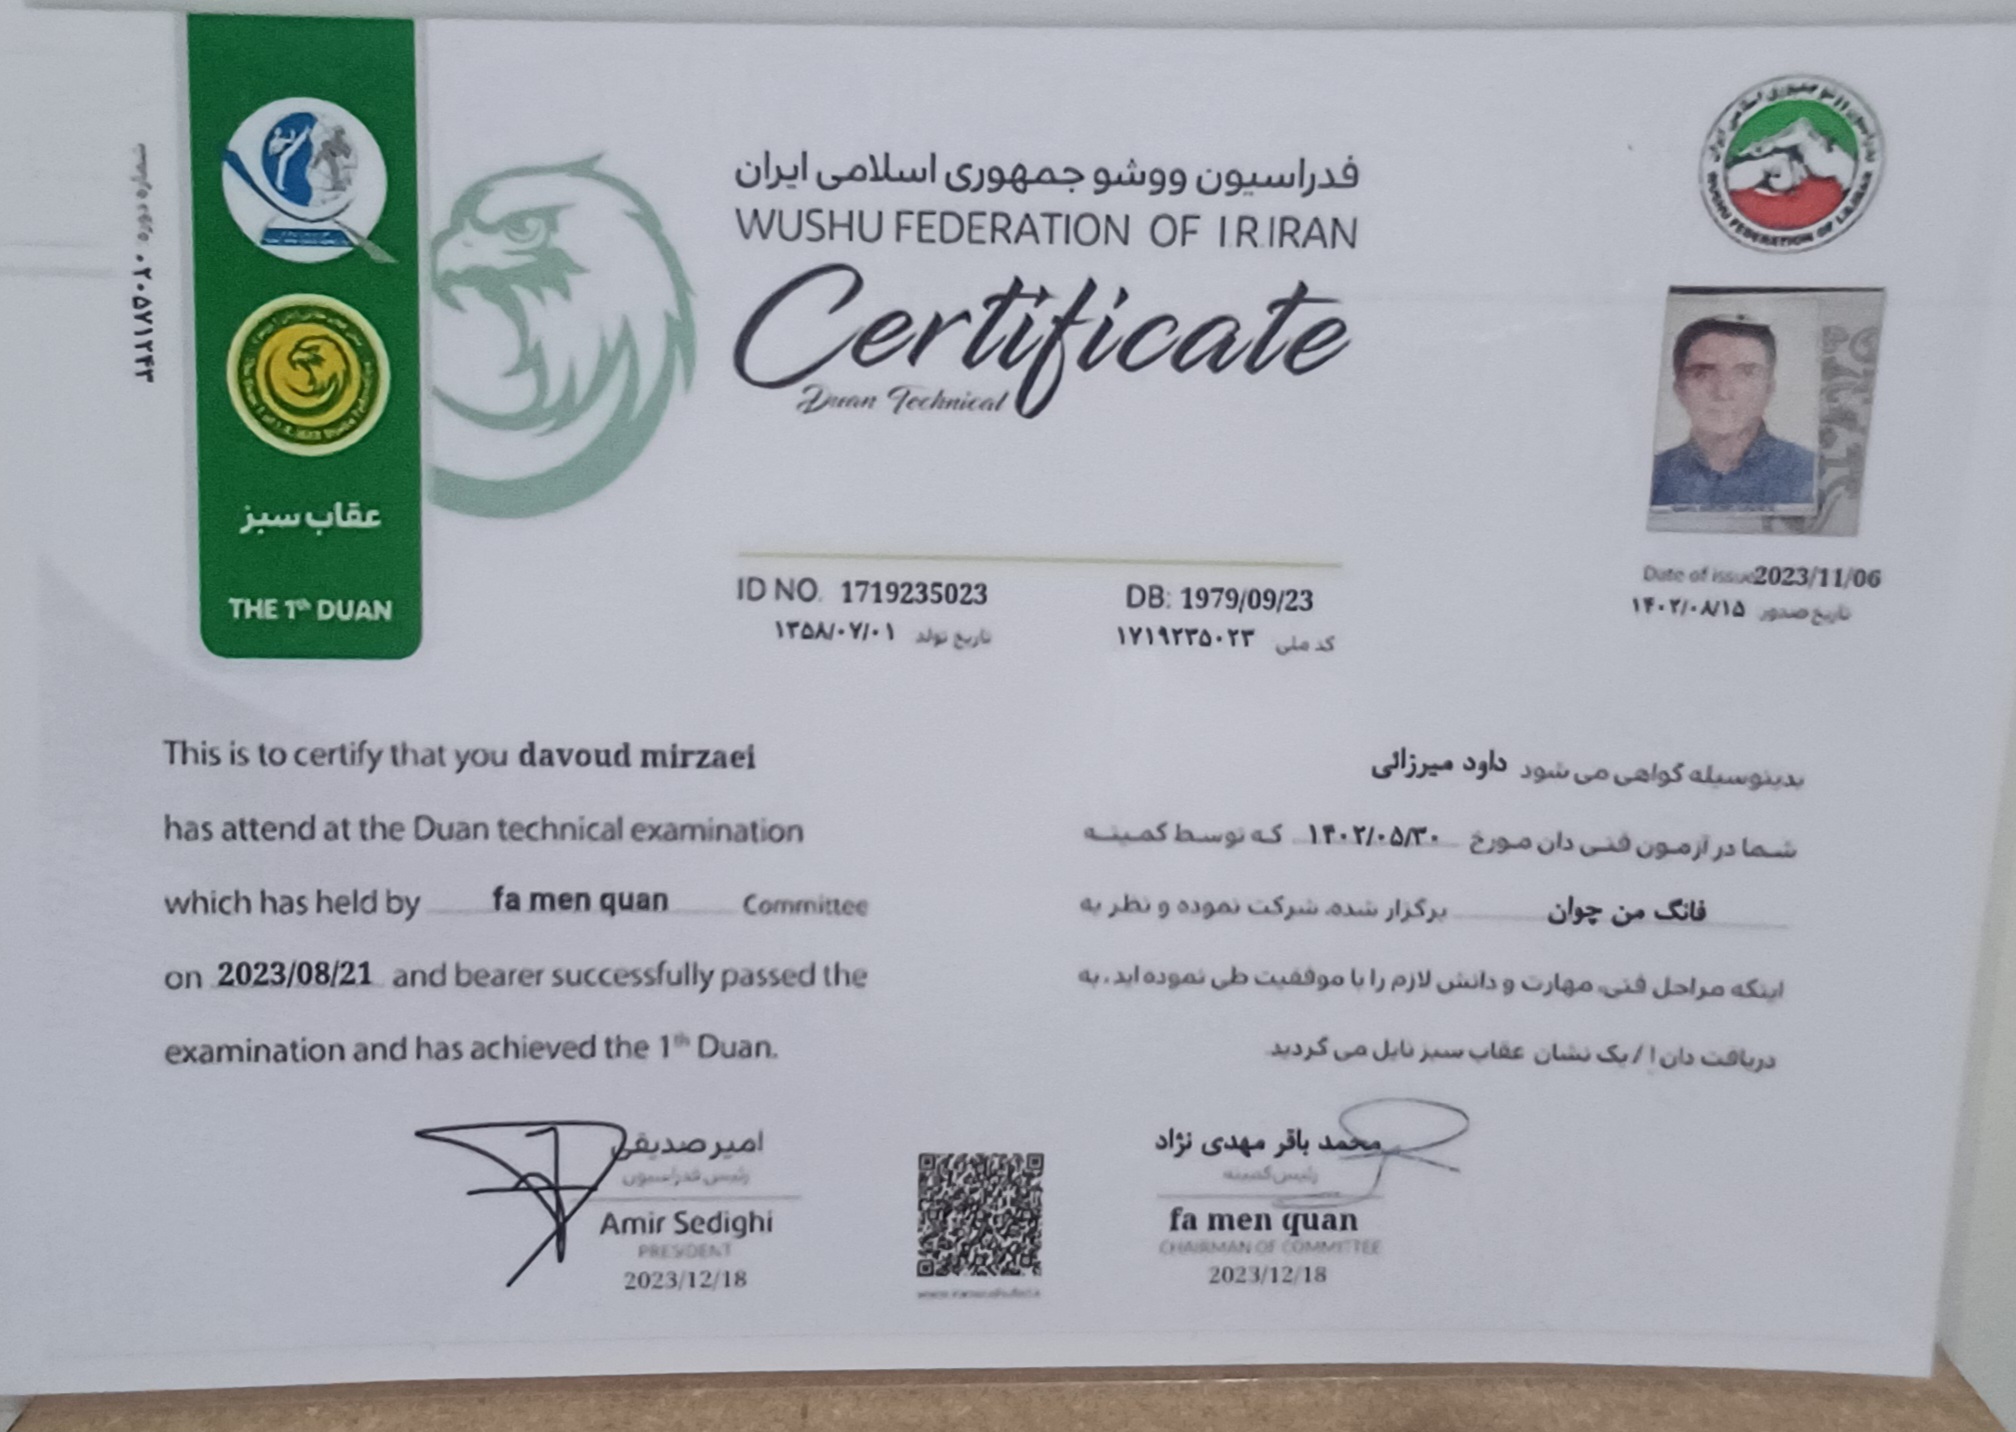 شماره دان: ۰۲۰۵۷۱۲۴۳
عقاب سبز
THE 1th DUAN
فدراسیون ووشو جمهوری اسلامی ایران
WUSHU FEDERATION OF I.R.IRAN
Certificate
Duan Technical
WUSHU FEDERATION OF I.R.IRAN
Date of issue 2023/11/06
تاریخ صدور ۱۴۰۲/۰۸/۱۵
ID NO. 1719235023 DB: 1979/09/23
تاریخ تولد ۱۳۵۸/۰۷/۰۱
کد ملی ۱۷۱۹۲۳۵۰۲۳
This is to certify that you davoud mirzaei
has attend at the Duan technical examination
which has held by fa men quan Committee
on 2023/08/21 and bearer successfully passed the
examination and has achieved the 1th Duan.
بدینوسیله گواهی می شود داود میرزائی
شما در آزمون فنی دان مورخ ۱۴۰۲/۰۵/۳۰ که توسط کمیته
فانگ من چوان برگزار شده، شرکت نموده و نظر به
اینکه مراحل فنی، مهارت و دانش لازم را با موفقیت طی نموده اید، به
دریافت دان ۱ / یک نشان عقاب سبز نایل می گردید
امیر صدیقی
رئیس فدراسیون
Amir Sedighi
PRESIDENT
2023/12/18
محمد باقر مهدی نژاد
رئیس کمیته
fa men quan
CHAIRMAN OF COMMITTEE
2023/12/18